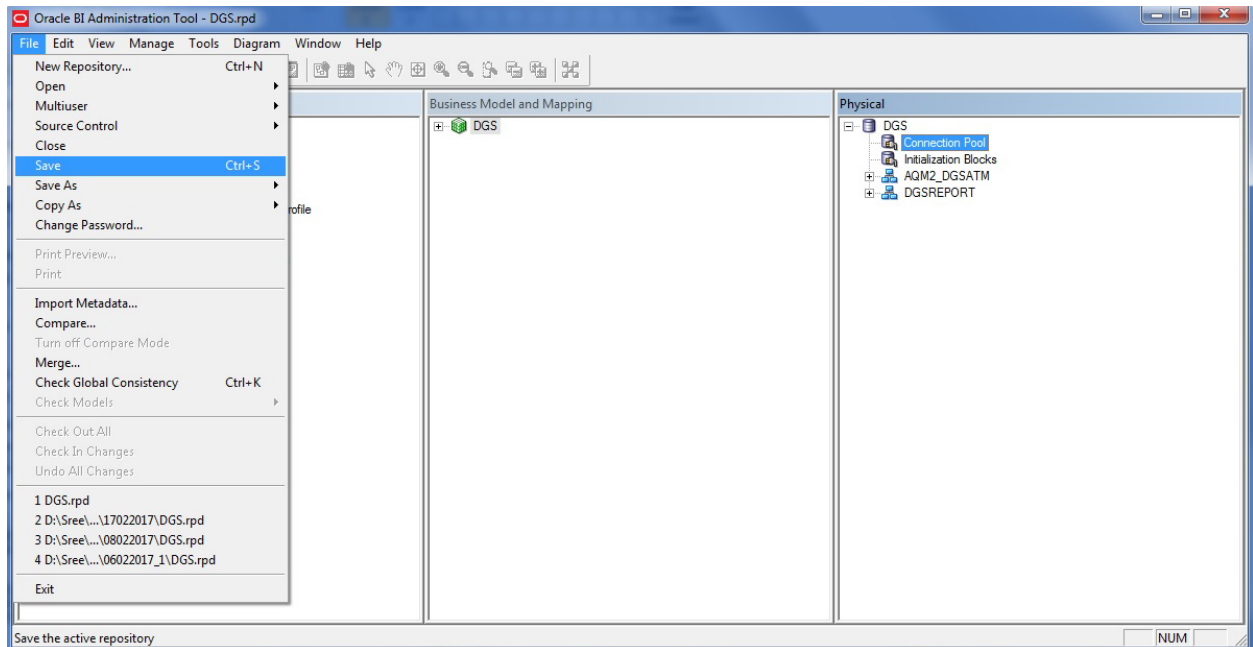 Oracle BI Administration Tool - DGS.rpd
File Edit View Manage Tools Diagram Window Help
New Repository... Ctrl+N
Open
Multiuser
Source Control
Close
Save Ctrl+S
Save As
Copy As
Change Password...
Print Preview...
Print
Import Metadata...
Compare...
Turn off Compare Mode
Merge...
Check Global Consistency Ctrl+K
Check Models
Check Out All
Check In Changes
Undo All Changes
1 DGS.rpd
2 D:\Sree\...\17022017\DGS.rpd
3 D:\Sree\...\08022017\DGS.rpd
4 D:\Sree\...\06022017_1\DGS.rpd
Exit
rofile
Business Model and Mapping
DGS
Physical
DGS
Connection Pool
Initialization Blocks
AQM2_DGSATM
DGSREPORT
Save the active repository
NUM